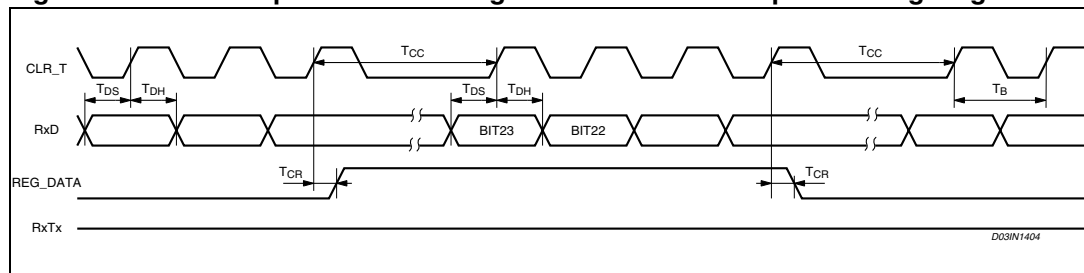 CLR_T
TCC
TCC
TDS
TDH
TDS
TDH
TB
RxD
BIT23
BIT22
REG_DATA
TCR
TCR
RxTx
D03IN1404